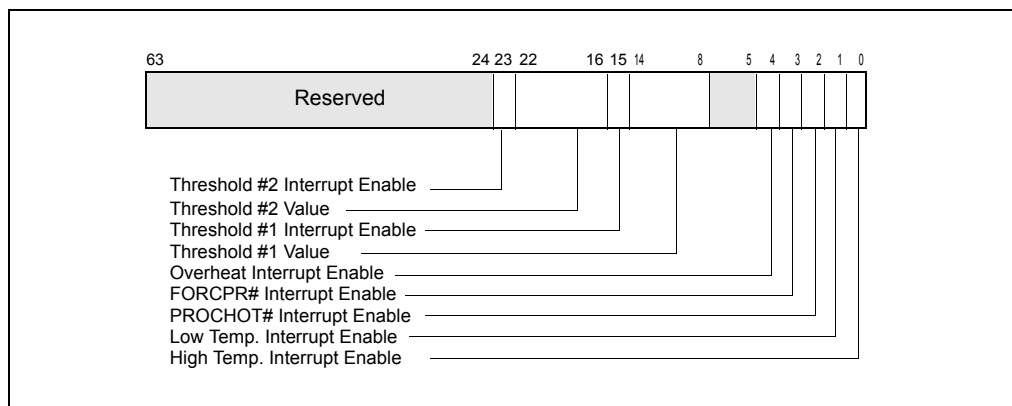 63 24 23 22 16 15 14 8 5 4 3 2 1 0
Reserved
Threshold #2 Interrupt Enable
Threshold #2 Value
Threshold #1 Interrupt Enable
Threshold #1 Value
Overheat Interrupt Enable
FORCPR# Interrupt Enable
PROCHOT# Interrupt Enable
Low Temp. Interrupt Enable
High Temp. Interrupt Enable